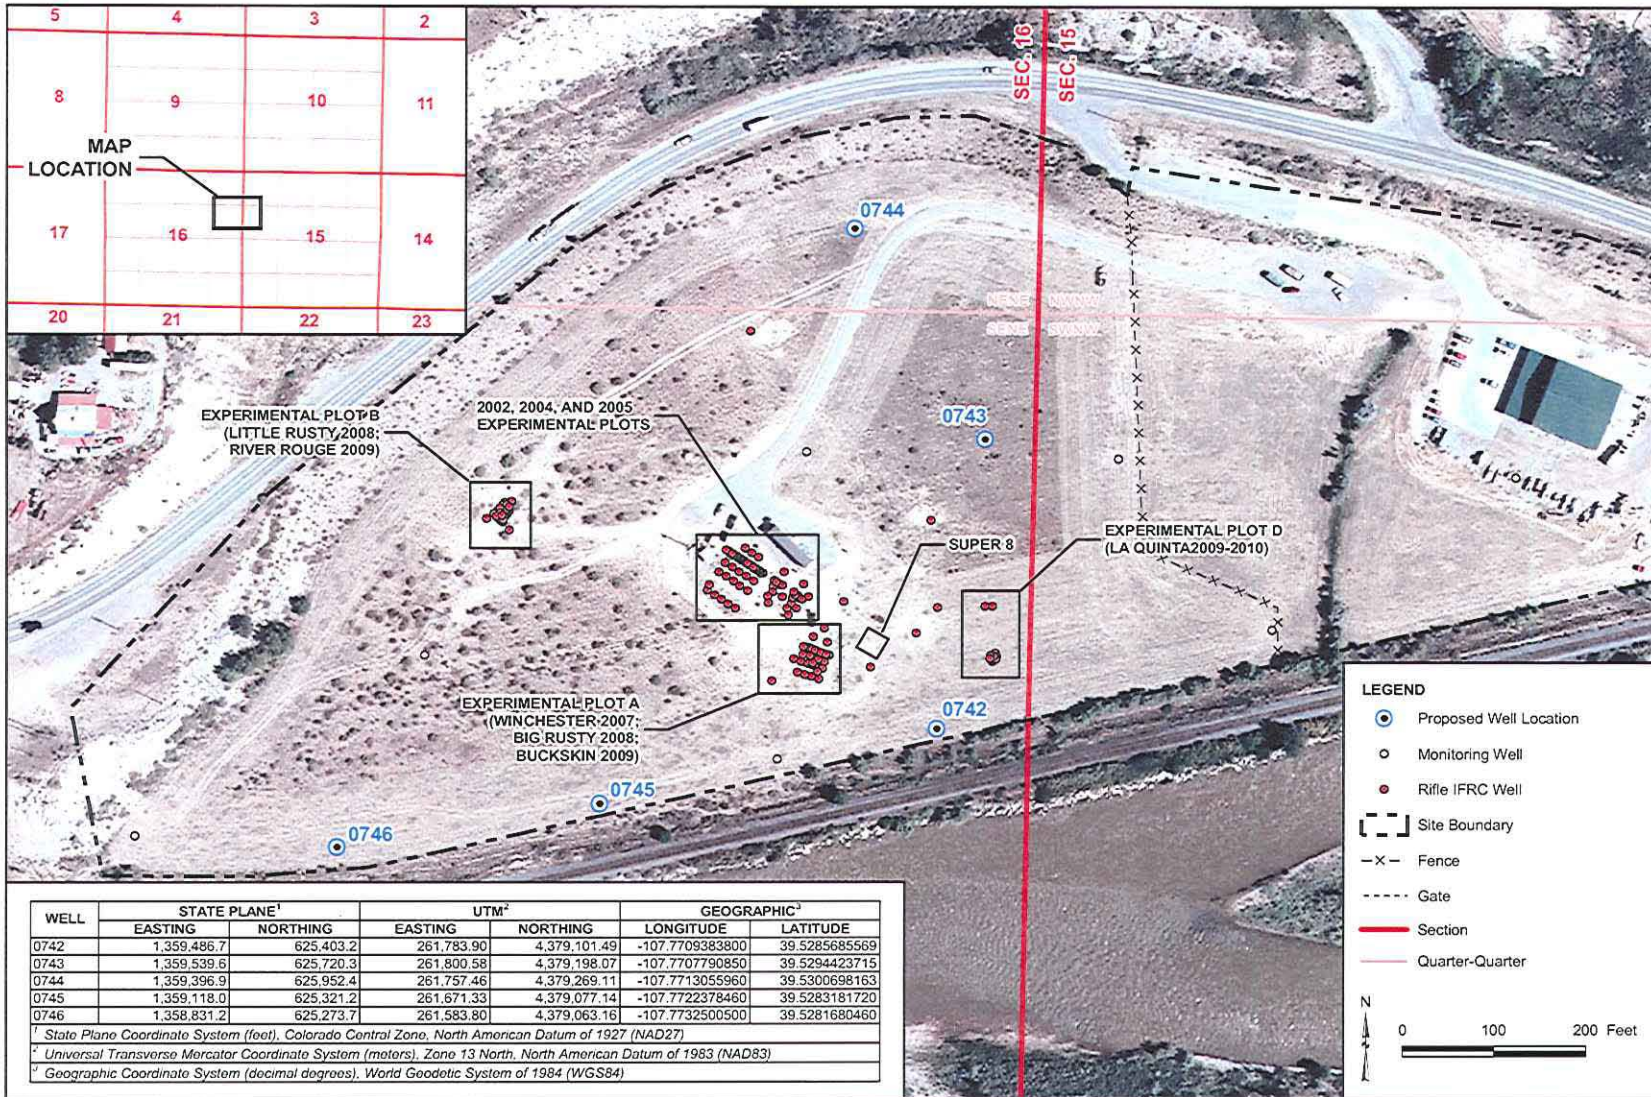 5 4 3 2
8 9 10 11
MAP
LOCATION
17 16 15 14
20 21 22 23
SEC. 16
SEC. 15
0744
NENE NWNW
SENE SWNW
EXPERIMENTAL PLOT B
(LITTLE RUSTY 2008;
RIVER ROUGE 2009)
2002, 2004, AND 2005
EXPERIMENTAL PLOTS
0743
SUPER 8
EXPERIMENTAL PLOT D
(LA QUINTA2009-2010)
EXPERIMENTAL PLOT A
(WINCHESTER 2007;
BIG RUSTY 2008;
BUCKSKIN 2009)
0742
0745
0746
LEGEND
Proposed Well Location
Monitoring Well
Rifle IFRC Well
Site Boundary
Fence
Gate
Section
Quarter-Quarter
N
0 100 200 Feet
WELL STATE PLANE1 UTM2 GEOGRAPHIC3
EASTING NORTHING EASTING NORTHING LONGITUDE LATITUDE
0742 1,359,486.7 625,403.2 261,783.90 4,379,101.49 -107.7709383800 39.5285685569
0743 1,359,539.6 625,720.3 261,800.58 4,379,198.07 -107.7707790850 39.5294423715
0744 1,359,396.9 625,952.4 261,757.46 4,379,269.11 -107.7713055960 39.5300698163
0745 1,359,118.0 625,321.2 261,671.33 4,379,077.14 -107.7722378460 39.5283181720
0746 1,358,831.2 625,273.7 261,583.80 4,379,063.16 -107.7732500500 39.5281680460
1 State Plane Coordinate System (feet), Colorado Central Zone, North American Datum of 1927 (NAD27)
2 Universal Transverse Mercator Coordinate System (meters), Zone 13 North, North American Datum of 1983 (NAD83)
3 Geographic Coordinate System (decimal degrees), World Geodetic System of 1984 (WGS84)